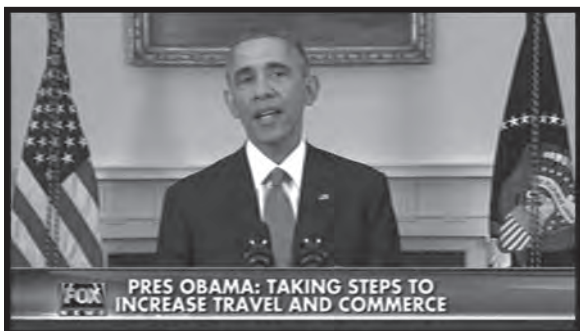 FOX
NEWS
PRES OBAMA: TAKING STEPS TO
INCREASE TRAVEL AND COMMERCE